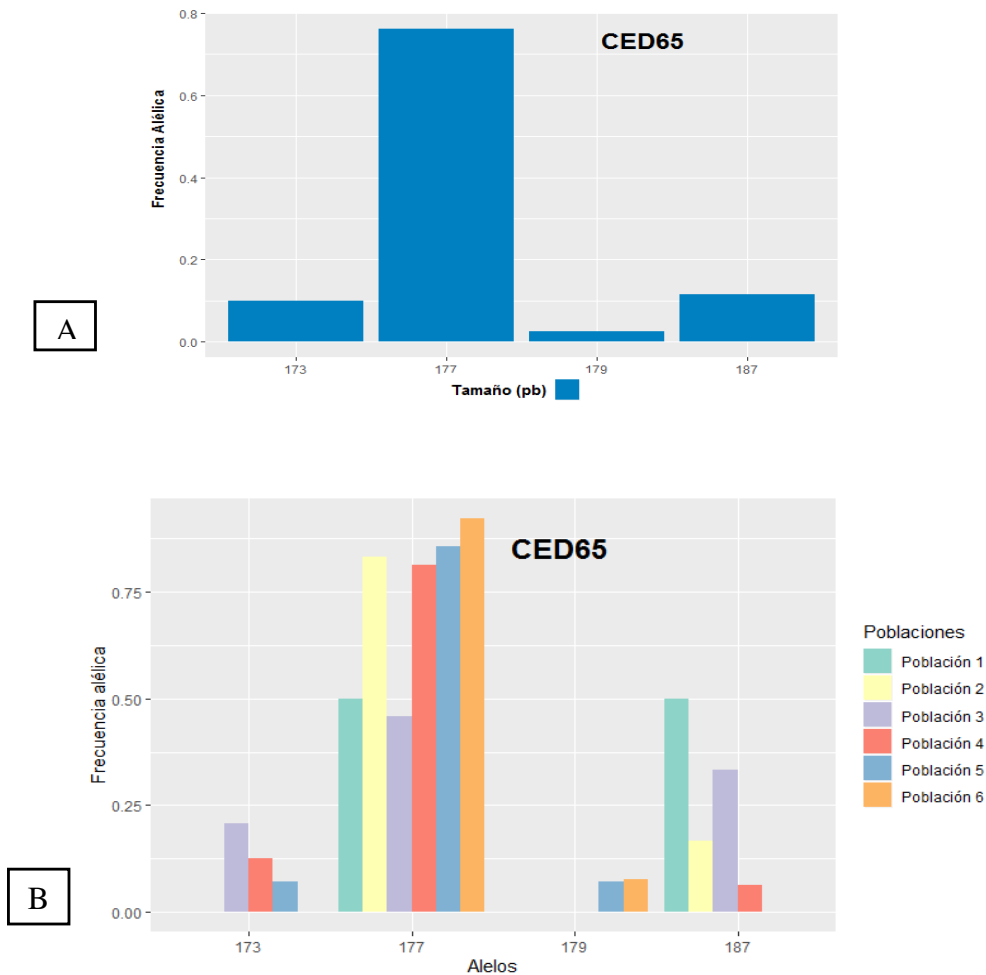 CED65
Frecuencia Alélica
0.8
0.6
0.4
0.2
0.0
173 177 179 187
Tamaño (pb)
A
CED65
Frecuencia alélica
0.75
0.50
0.25
0.00
173 177 179 187
Alelos
Poblaciones
Población 1
Población 2
Población 3
Población 4
Población 5
Población 6
B